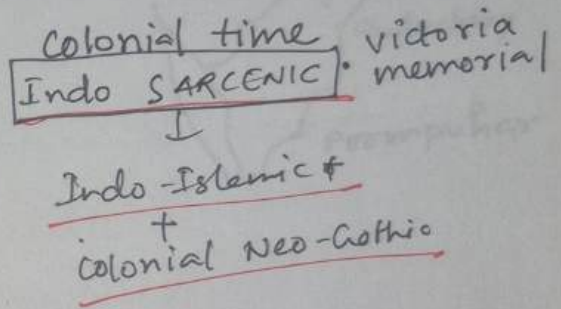 colonial time
Indo SARCENIC • victoria memorial
↓
Indo-Islamic +
+
colonial Neo-Gothic